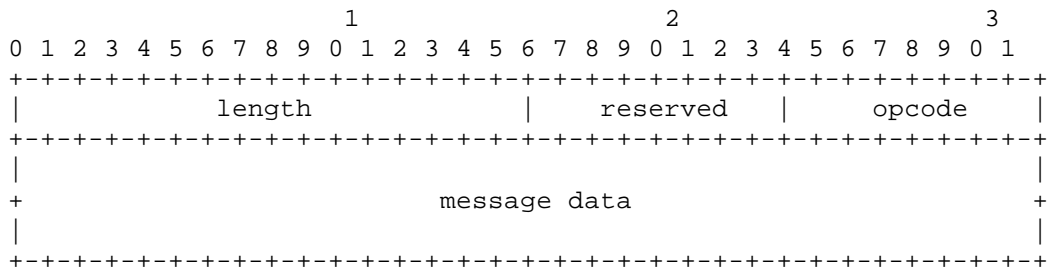 1                   2                   3
0 1 2 3 4 5 6 7 8 9 0 1 2 3 4 5 6 7 8 9 0 1 2 3 4 5 6 7 8 9 0 1
+-+-+-+-+-+-+-+-+-+-+-+-+-+-+-+-+-+-+-+-+-+-+-+-+-+-+-+-+-+-+-+-+
|            length             |    reserved   |     opcode    |
+-+-+-+-+-+-+-+-+-+-+-+-+-+-+-+-+-+-+-+-+-+-+-+-+-+-+-+-+-+-+-+-+
|                                                               |
+                          message data                         +
|                                                               |
+-+-+-+-+-+-+-+-+-+-+-+-+-+-+-+-+-+-+-+-+-+-+-+-+-+-+-+-+-+-+-+-+